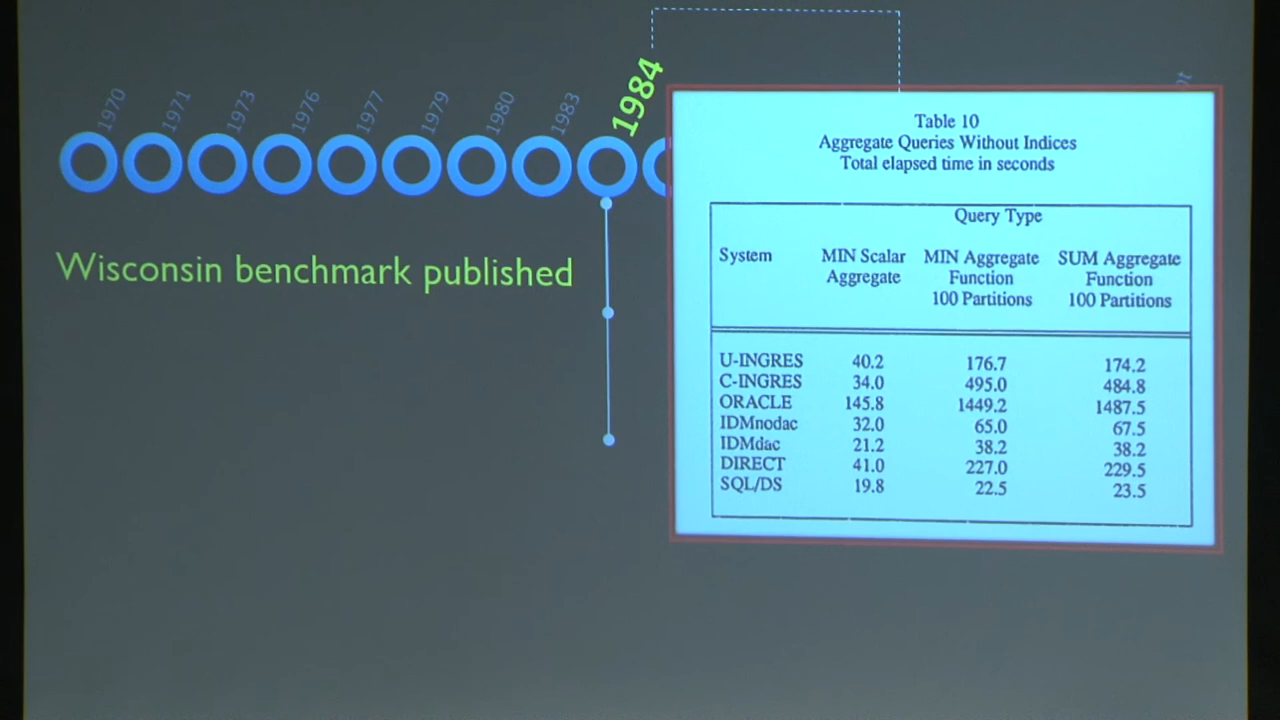 1970 1971 1973 1976 1977 1979 1980 1983 1984
Wisconsin benchmark published
Table 10
Aggregate Queries Without Indices
Total elapsed time in seconds
Query Type
System MIN Scalar MIN Aggregate SUM Aggregate
Aggregate Function Function
100 Partitions 100 Partitions
U-INGRES 40.2 176.7 174.2
C-INGRES 34.0 495.0 484.8
ORACLE 145.8 1449.2 1487.5
IDMnodac 32.0 65.0 67.5
IDMdac 21.2 38.2 38.2
DIRECT 41.0 227.0 229.5
SQL/DS 19.8 22.5 23.5